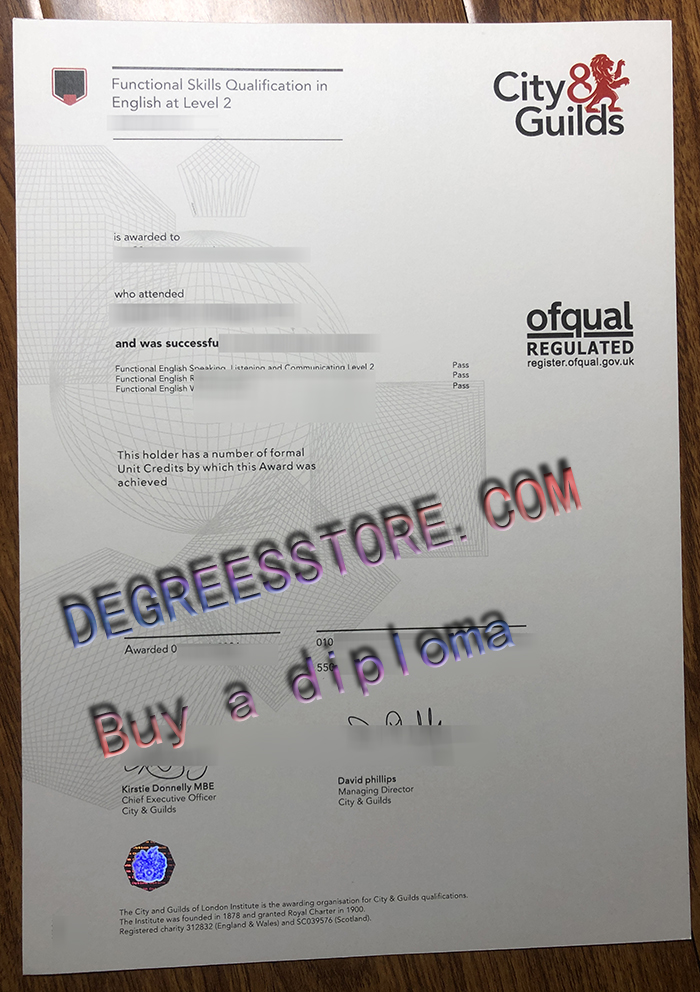 Functional Skills Qualification in
English at Level 2
City & Guilds
is awarded to
who attended
and was successfu
ofqual
REGULATED
register.ofqual.gov.uk
Functional English Speaking, Listening and Communicating Level 2 Pass
Functional English R Pass
Functional English W Pass
This holder has a number of formal
Unit Credits by which this Award was
achieved
DEGREESSTORE.COM
Awarded 0
010
550
Buy a diploma
Kirstie Donnelly MBE
Chief Executive Officer
City & Guilds
David phillips
Managing Director
City & Guilds
The City and Guilds of London Institute is the awarding organisation for City & Guilds qualifications.
The Institute was founded in 1878 and granted Royal Charter in 1900.
Registered charity 312832 (England & Wales) and SC039576 (Scotland).